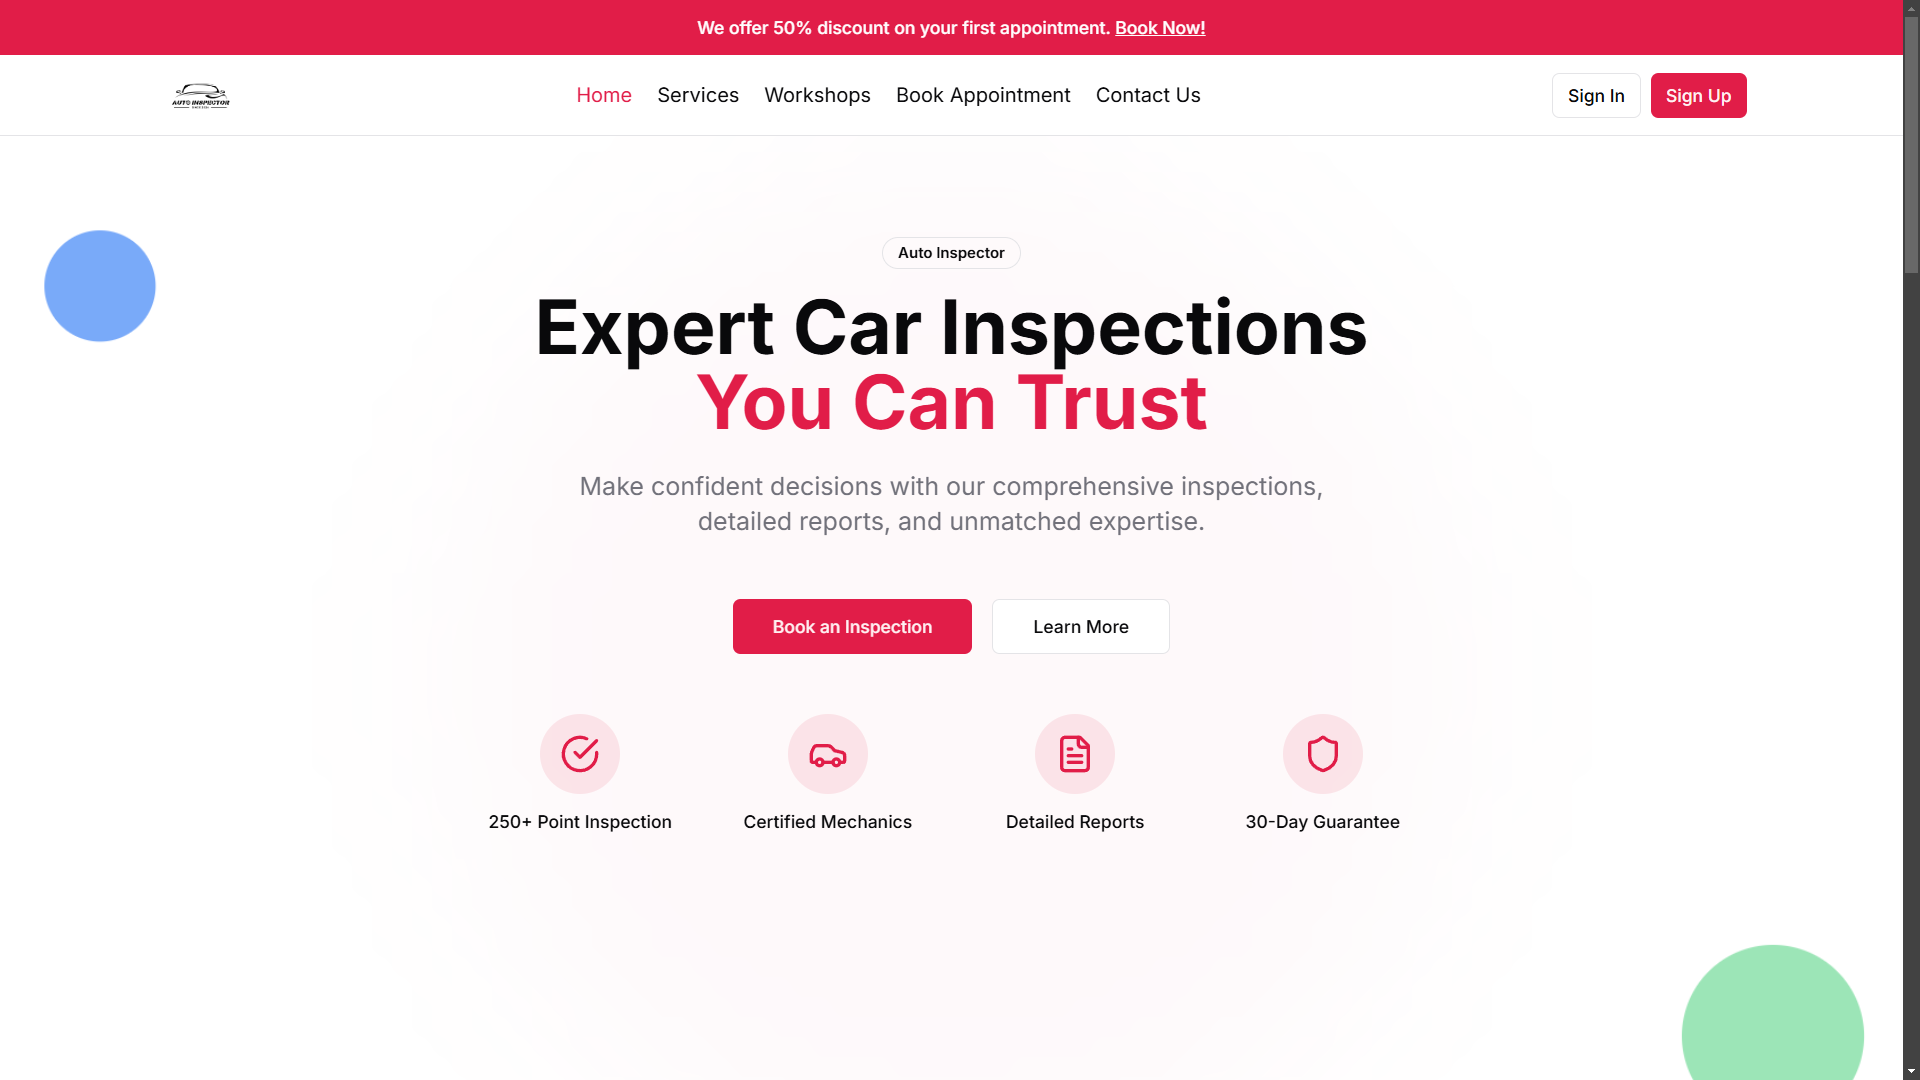 We offer 50% discount on your first appointment. Book Now!
AUTO INSPECTOR
Home
Services
Workshops
Book Appointment
Contact Us
Sign In
Sign Up
Auto Inspector
Expert Car Inspections
You Can Trust
Make confident decisions with our comprehensive inspections,
detailed reports, and unmatched expertise.
Book an Inspection
Learn More
250+ Point Inspection
Certified Mechanics
Detailed Reports
30-Day Guarantee